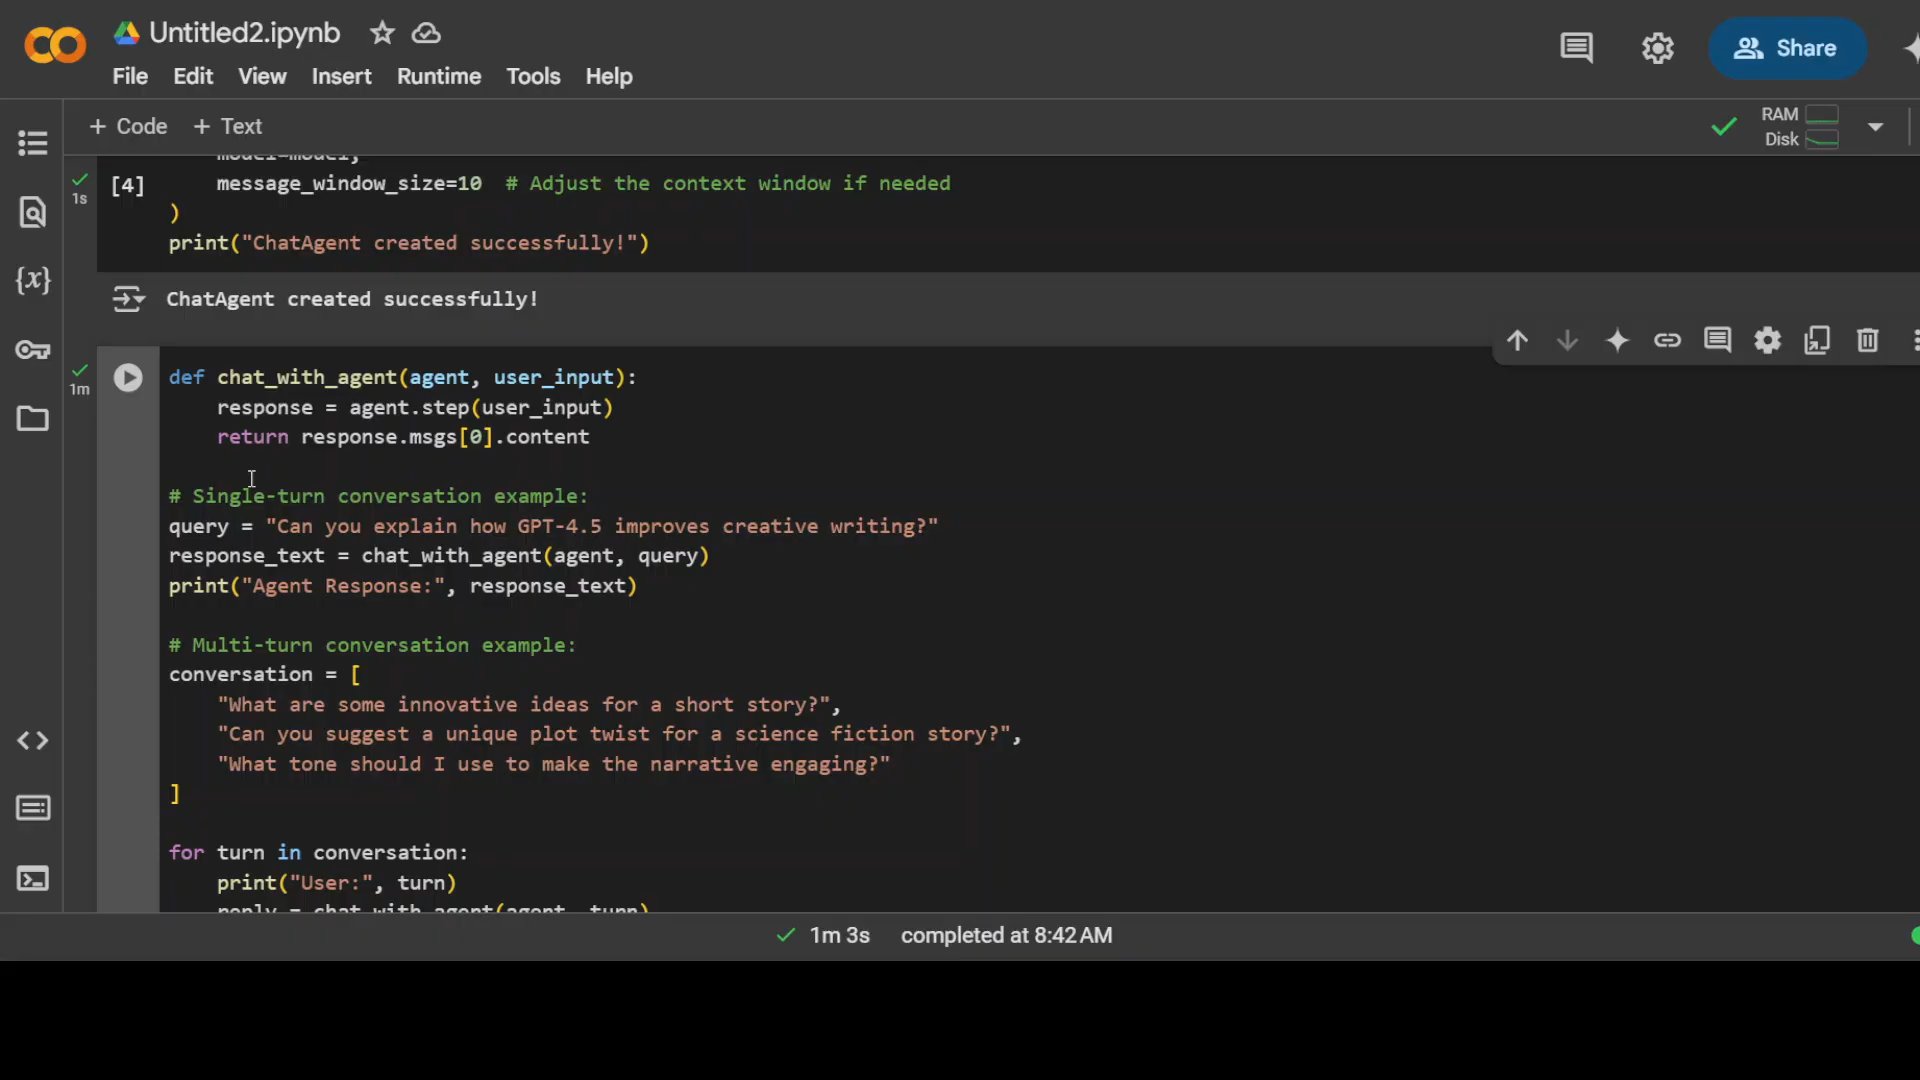 Untitled2.ipynb
File Edit View Insert Runtime Tools Help
Share
+ Code + Text
RAM
Disk
model=model,
1s
[4]
message_window_size=10 # Adjust the context window if needed
)
print("ChatAgent created successfully!")
ChatAgent created successfully!
{x}
1m
def chat_with_agent(agent, user_input):
response = agent.step(user_input)
return response.msgs[0].content
# Single-turn conversation example:
query = "Can you explain how GPT-4.5 improves creative writing?"
response_text = chat_with_agent(agent, query)
print("Agent Response:", response_text)
# Multi-turn conversation example:
conversation = [
"What are some innovative ideas for a short story?",
"Can you suggest a unique plot twist for a science fiction story?",
"What tone should I use to make the narrative engaging?"
]
for turn in conversation:
print("User:", turn)
reply = chat_with_agent(agent, turn)
1m 3s completed at 8:42 AM